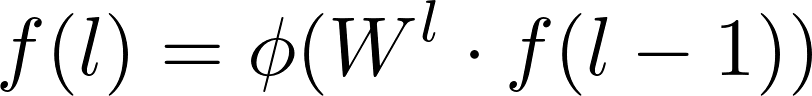 f(l) = ϕ(W^l · f(l − 1))